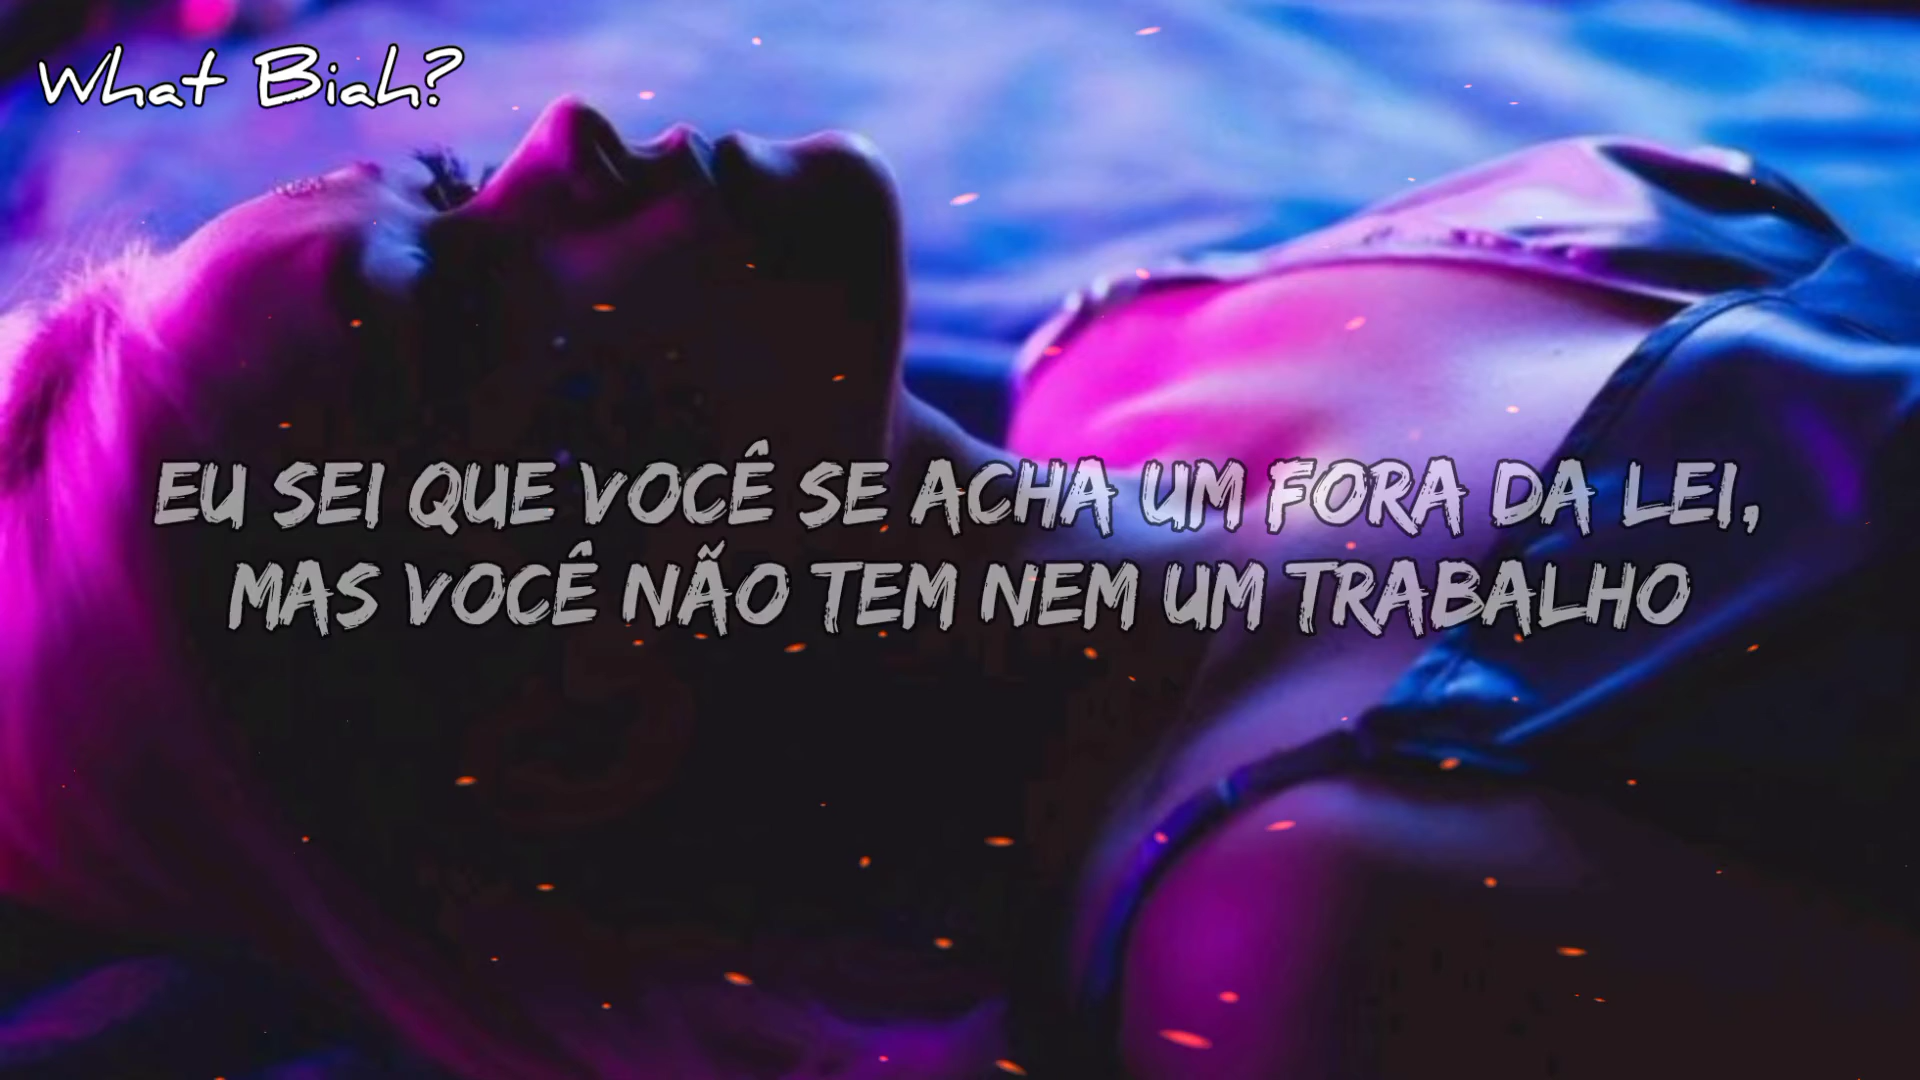 What Biah?
EU SEI QUE VOCÊ SE ACHA UM FORA DA LEI,
MAS VOCÊ NÃO TEM NEM UM TRABALHO